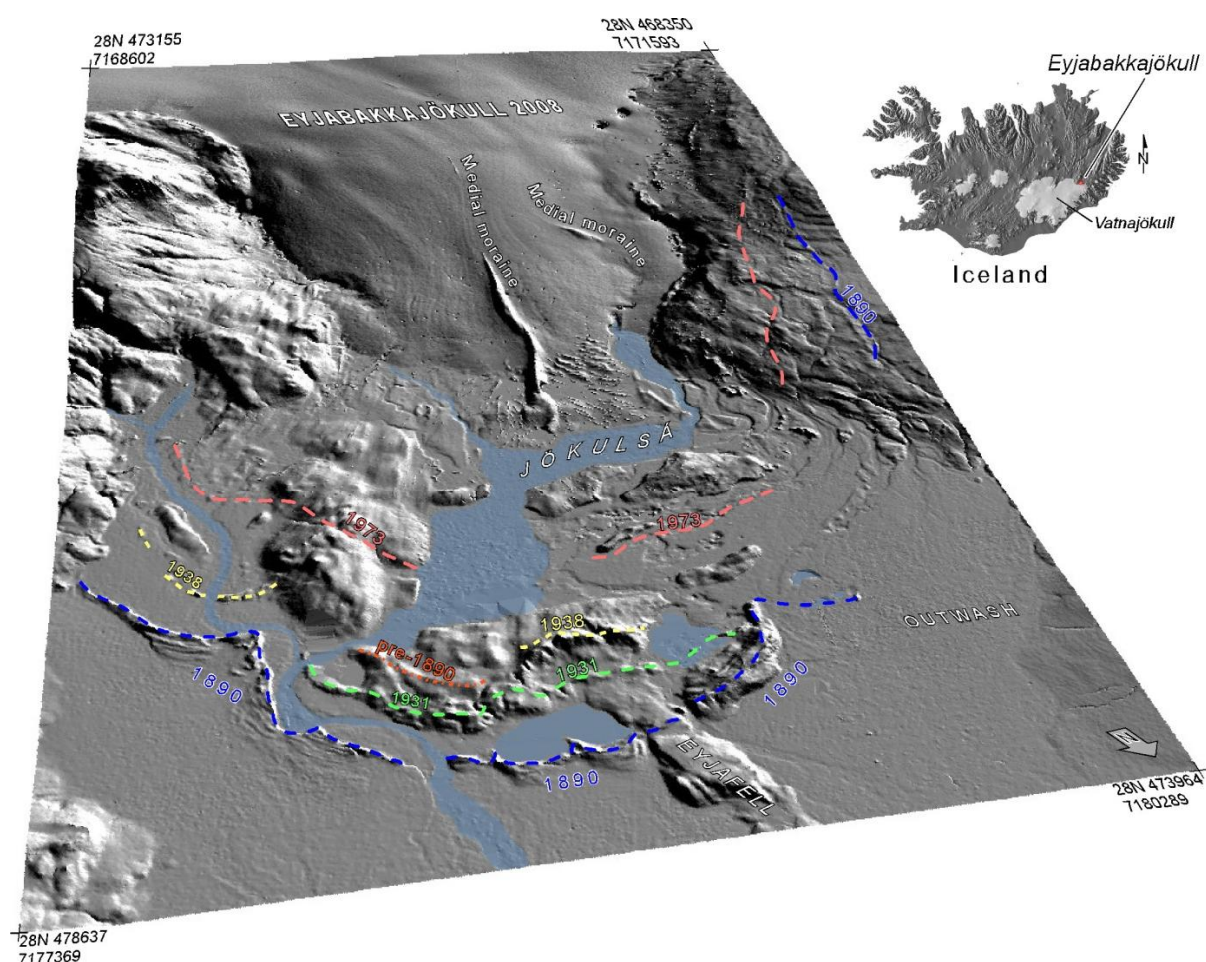 28N 473155
7168602
28N 468350
7171593
Eyjabakkajökull
N
Vatnajökull
Iceland
EYJABAKKAJÖKULL 2008
Medial moraine
Medial moraine
1890
JÖKULSÁ
1973
1973
1938
1938
pre-1890
1931
1931
1890
1890
1890
OUTWASH
EYJAFELL
N
28N 473964
7180289
28N 478637
7177369